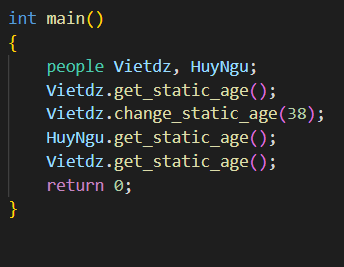 int main()
{
    people Vietdz, HuyNgu;
    Vietdz.get_static_age();
    Vietdz.change_static_age(38);
    HuyNgu.get_static_age();
    Vietdz.get_static_age();
    return 0;
}